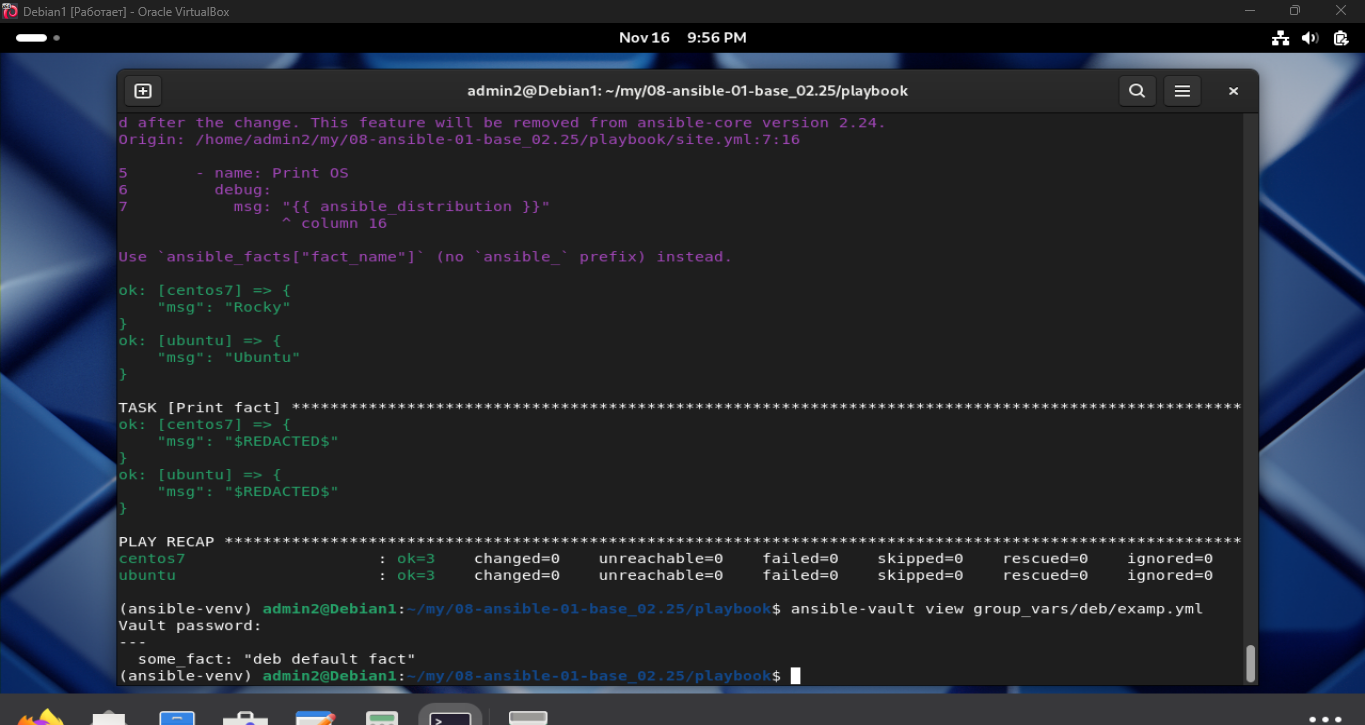 Debian1 [Работает] - Oracle VirtualBox
Nov 16 9:56 PM
admin2@Debian1: ~/my/08-ansible-01-base_02.25/playbook
d after the change. This feature will be removed from ansible-core version 2.24.
Origin: /home/admin2/my/08-ansible-01-base_02.25/playbook/site.yml:7:16
5       - name: Print OS
6         debug:
7           msg: "{{ ansible_distribution }}"
                 ^ column 16
Use `ansible_facts["fact_name"]` (no `ansible_` prefix) instead.
ok: [centos7] => {
    "msg": "Rocky"
}
ok: [ubuntu] => {
    "msg": "Ubuntu"
}
TASK [Print fact] ***************************************************************************************************
ok: [centos7] => {
    "msg": "$REDACTED$"
}
ok: [ubuntu] => {
    "msg": "$REDACTED$"
}
PLAY RECAP **********************************************************************************************************
centos7                    : ok=3    changed=0    unreachable=0    failed=0    skipped=0    rescued=0    ignored=0
ubuntu                     : ok=3    changed=0    unreachable=0    failed=0    skipped=0    rescued=0    ignored=0
(ansible-venv) admin2@Debian1:~/my/08-ansible-01-base_02.25/playbook$ ansible-vault view group_vars/deb/examp.yml
Vault password:
---
  some_fact: "deb default fact"
(ansible-venv) admin2@Debian1:~/my/08-ansible-01-base_02.25/playbook$